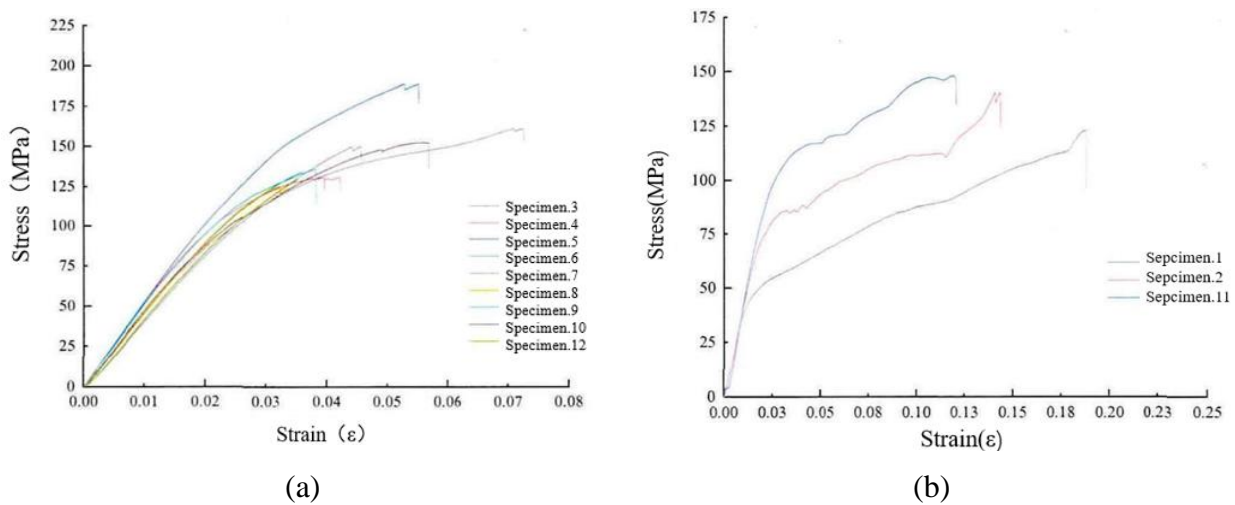 225
200
175
150
125
100
75
50
25
0
Stress (MPa)
0.00 0.01 0.02 0.03 0.04 0.05 0.06 0.07 0.08
Strain (ε)
Specimen.3
Specimen.4
Specimen.5
Specimen.6
Specimen.7
Specimen.8
Specimen.9
Specimen.10
Specimen.12
(a)
175
150
125
100
75
50
25
0
Stress(MPa)
0.00 0.03 0.05 0.08 0.10 0.13 0.15 0.18 0.20 0.23 0.25
Strain(ε)
Sepcimen.1
Sepcimen.2
Sepcimen.11
(b)